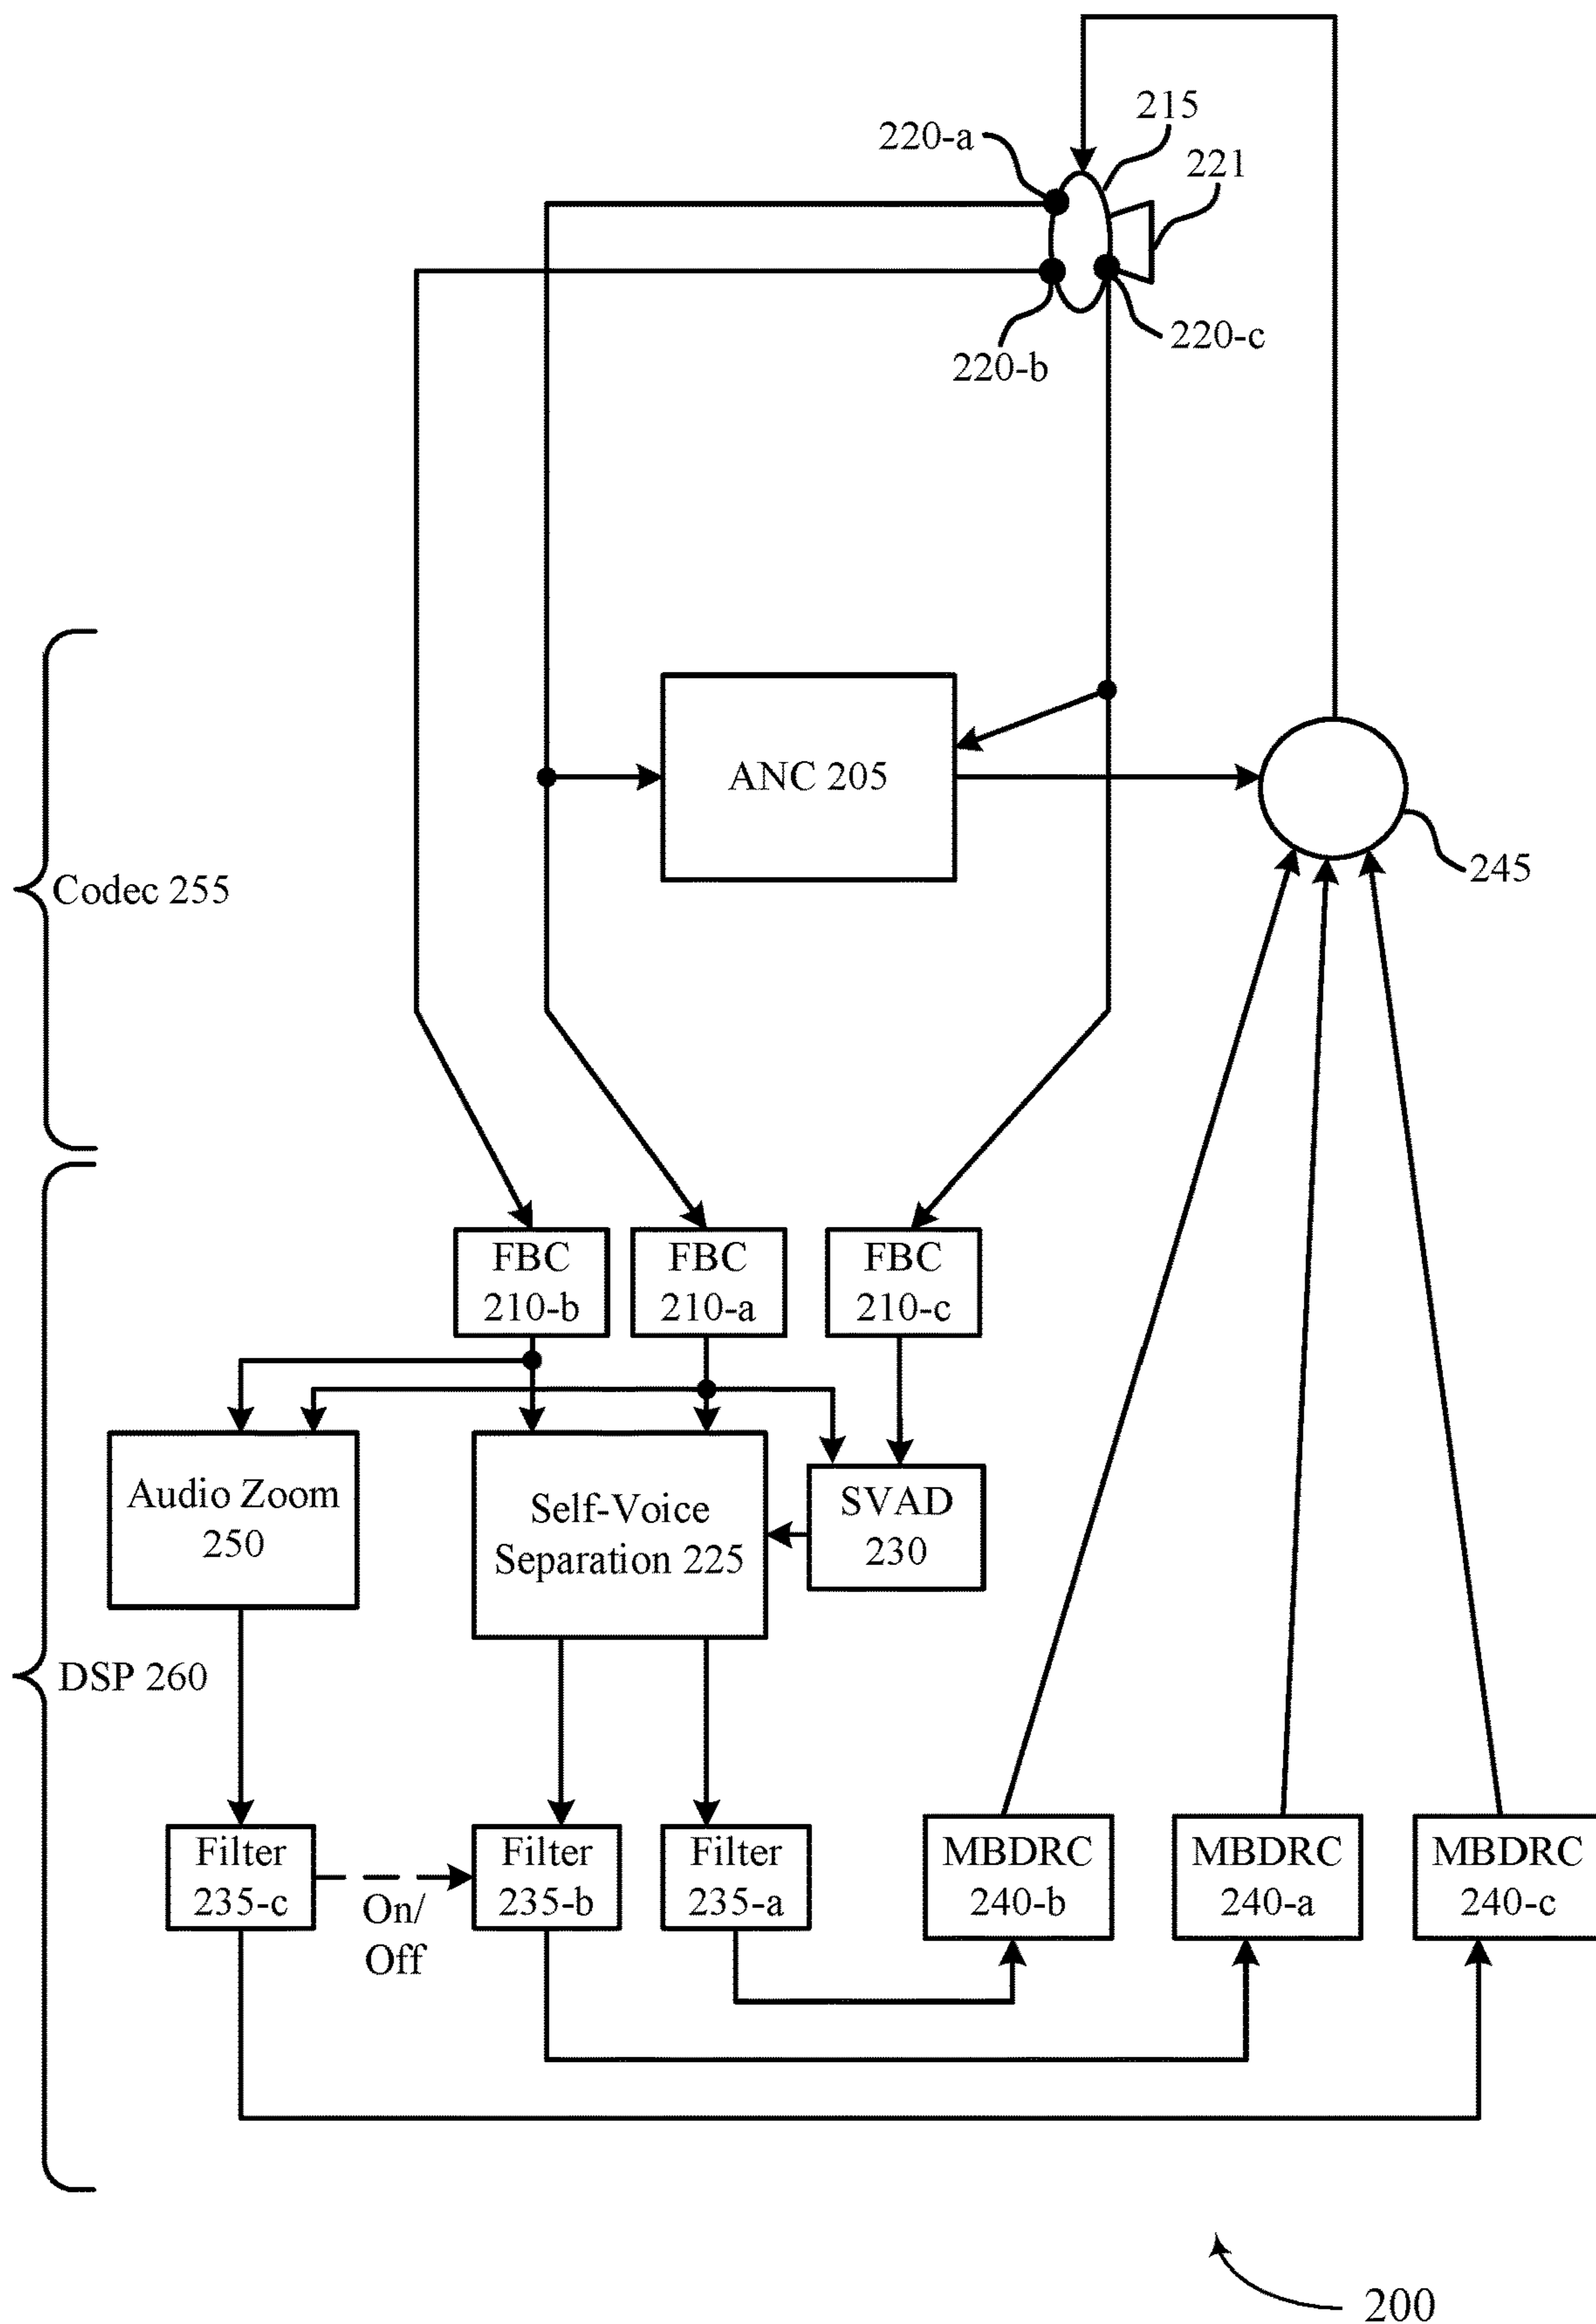 215
220-a
221
220-c
220-b
ANC 205
245
Codec 255
FBC
210-b
FBC
210-a
FBC
210-c
Audio Zoom
250
Self-Voice
Separation 225
SVAD
230
DSP 260
Filter
235-c
On/
Off
Filter
235-b
Filter
235-a
MBDRC
240-b
MBDRC
240-a
MBDRC
240-c
200